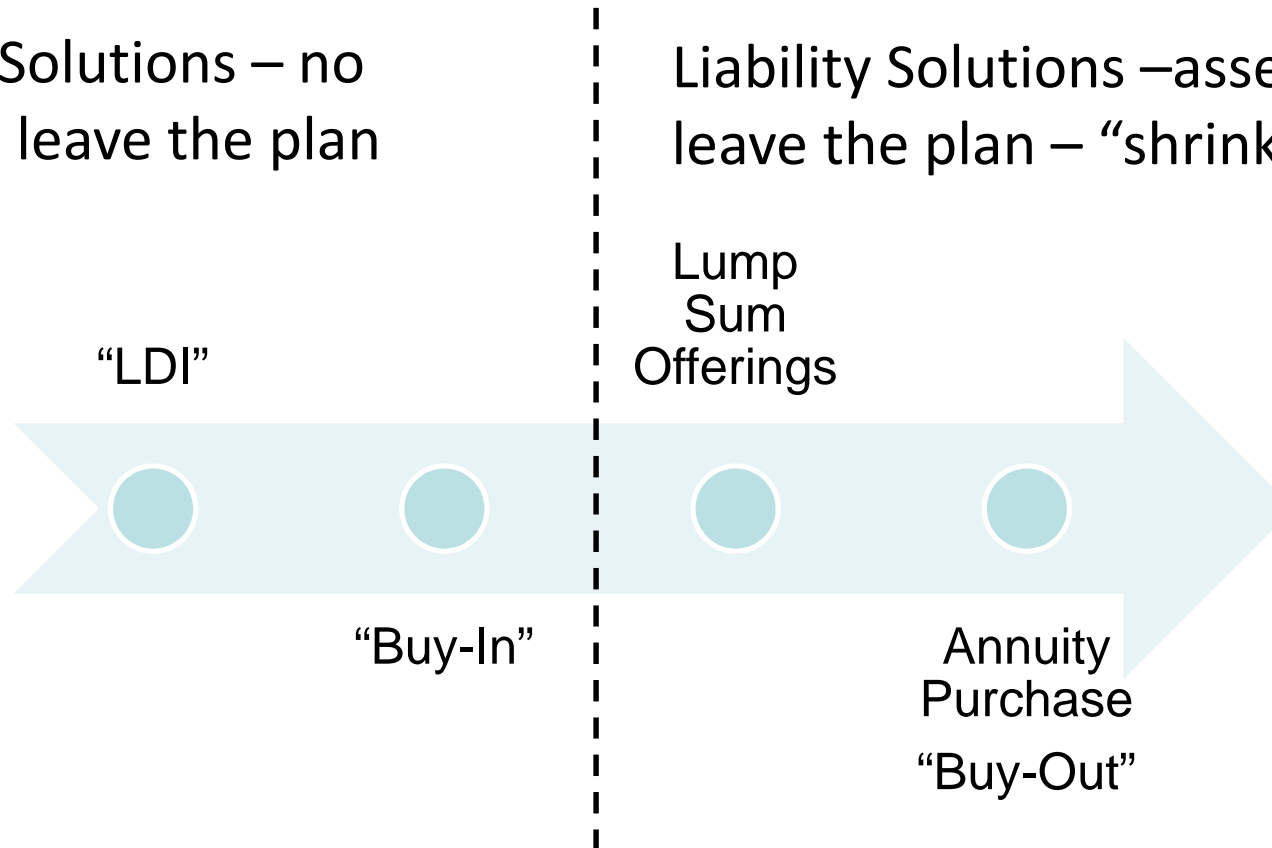 Solutions – no
leave the plan
Liability Solutions –asse
leave the plan – “shrink
“LDI”
Lump
Sum
Offerings
“Buy-In”
Annuity
Purchase
“Buy-Out”